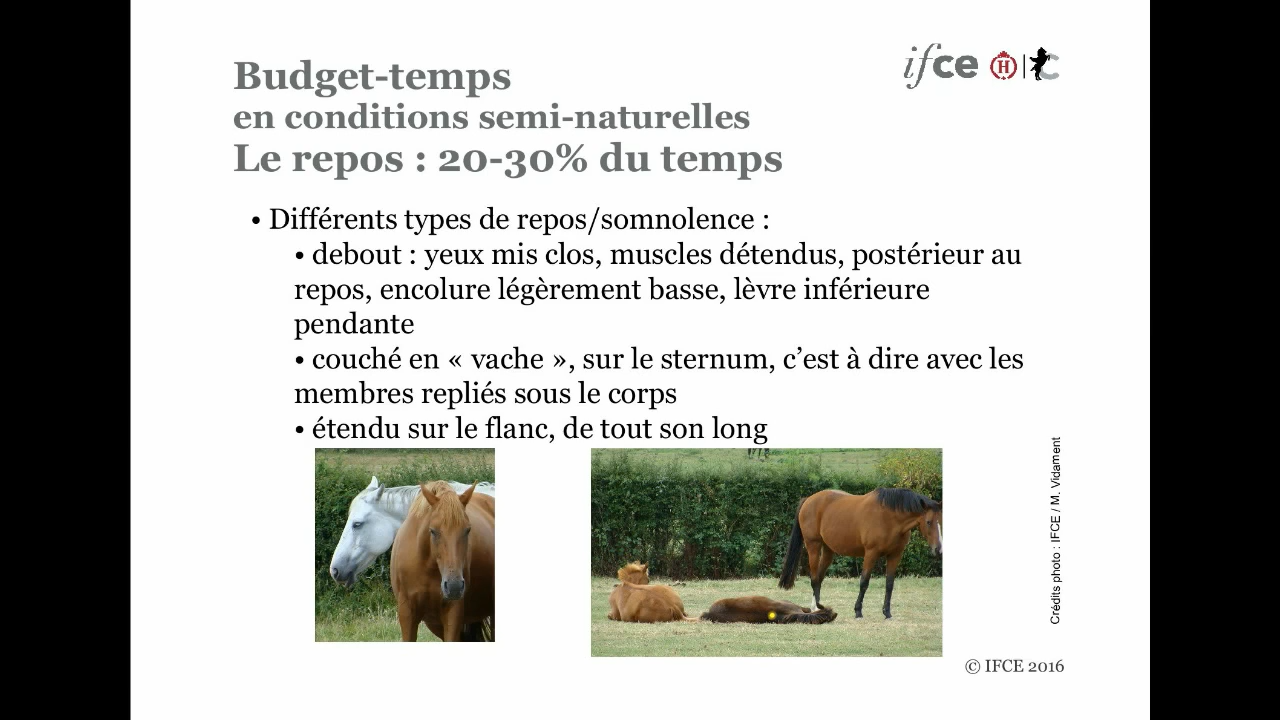 ifce
H
Budget-temps
en conditions semi-naturelles
Le repos : 20-30% du temps
• Différents types de repos/somnolence :
• debout : yeux mis clos, muscles détendus, postérieur au
repos, encolure légèrement basse, lèvre inférieure
pendante
• couché en « vache », sur le sternum, c’est à dire avec les
membres repliés sous le corps
• étendu sur le flanc, de tout son long
Crédits photo : IFCE / M. Vidament
© IFCE 2016